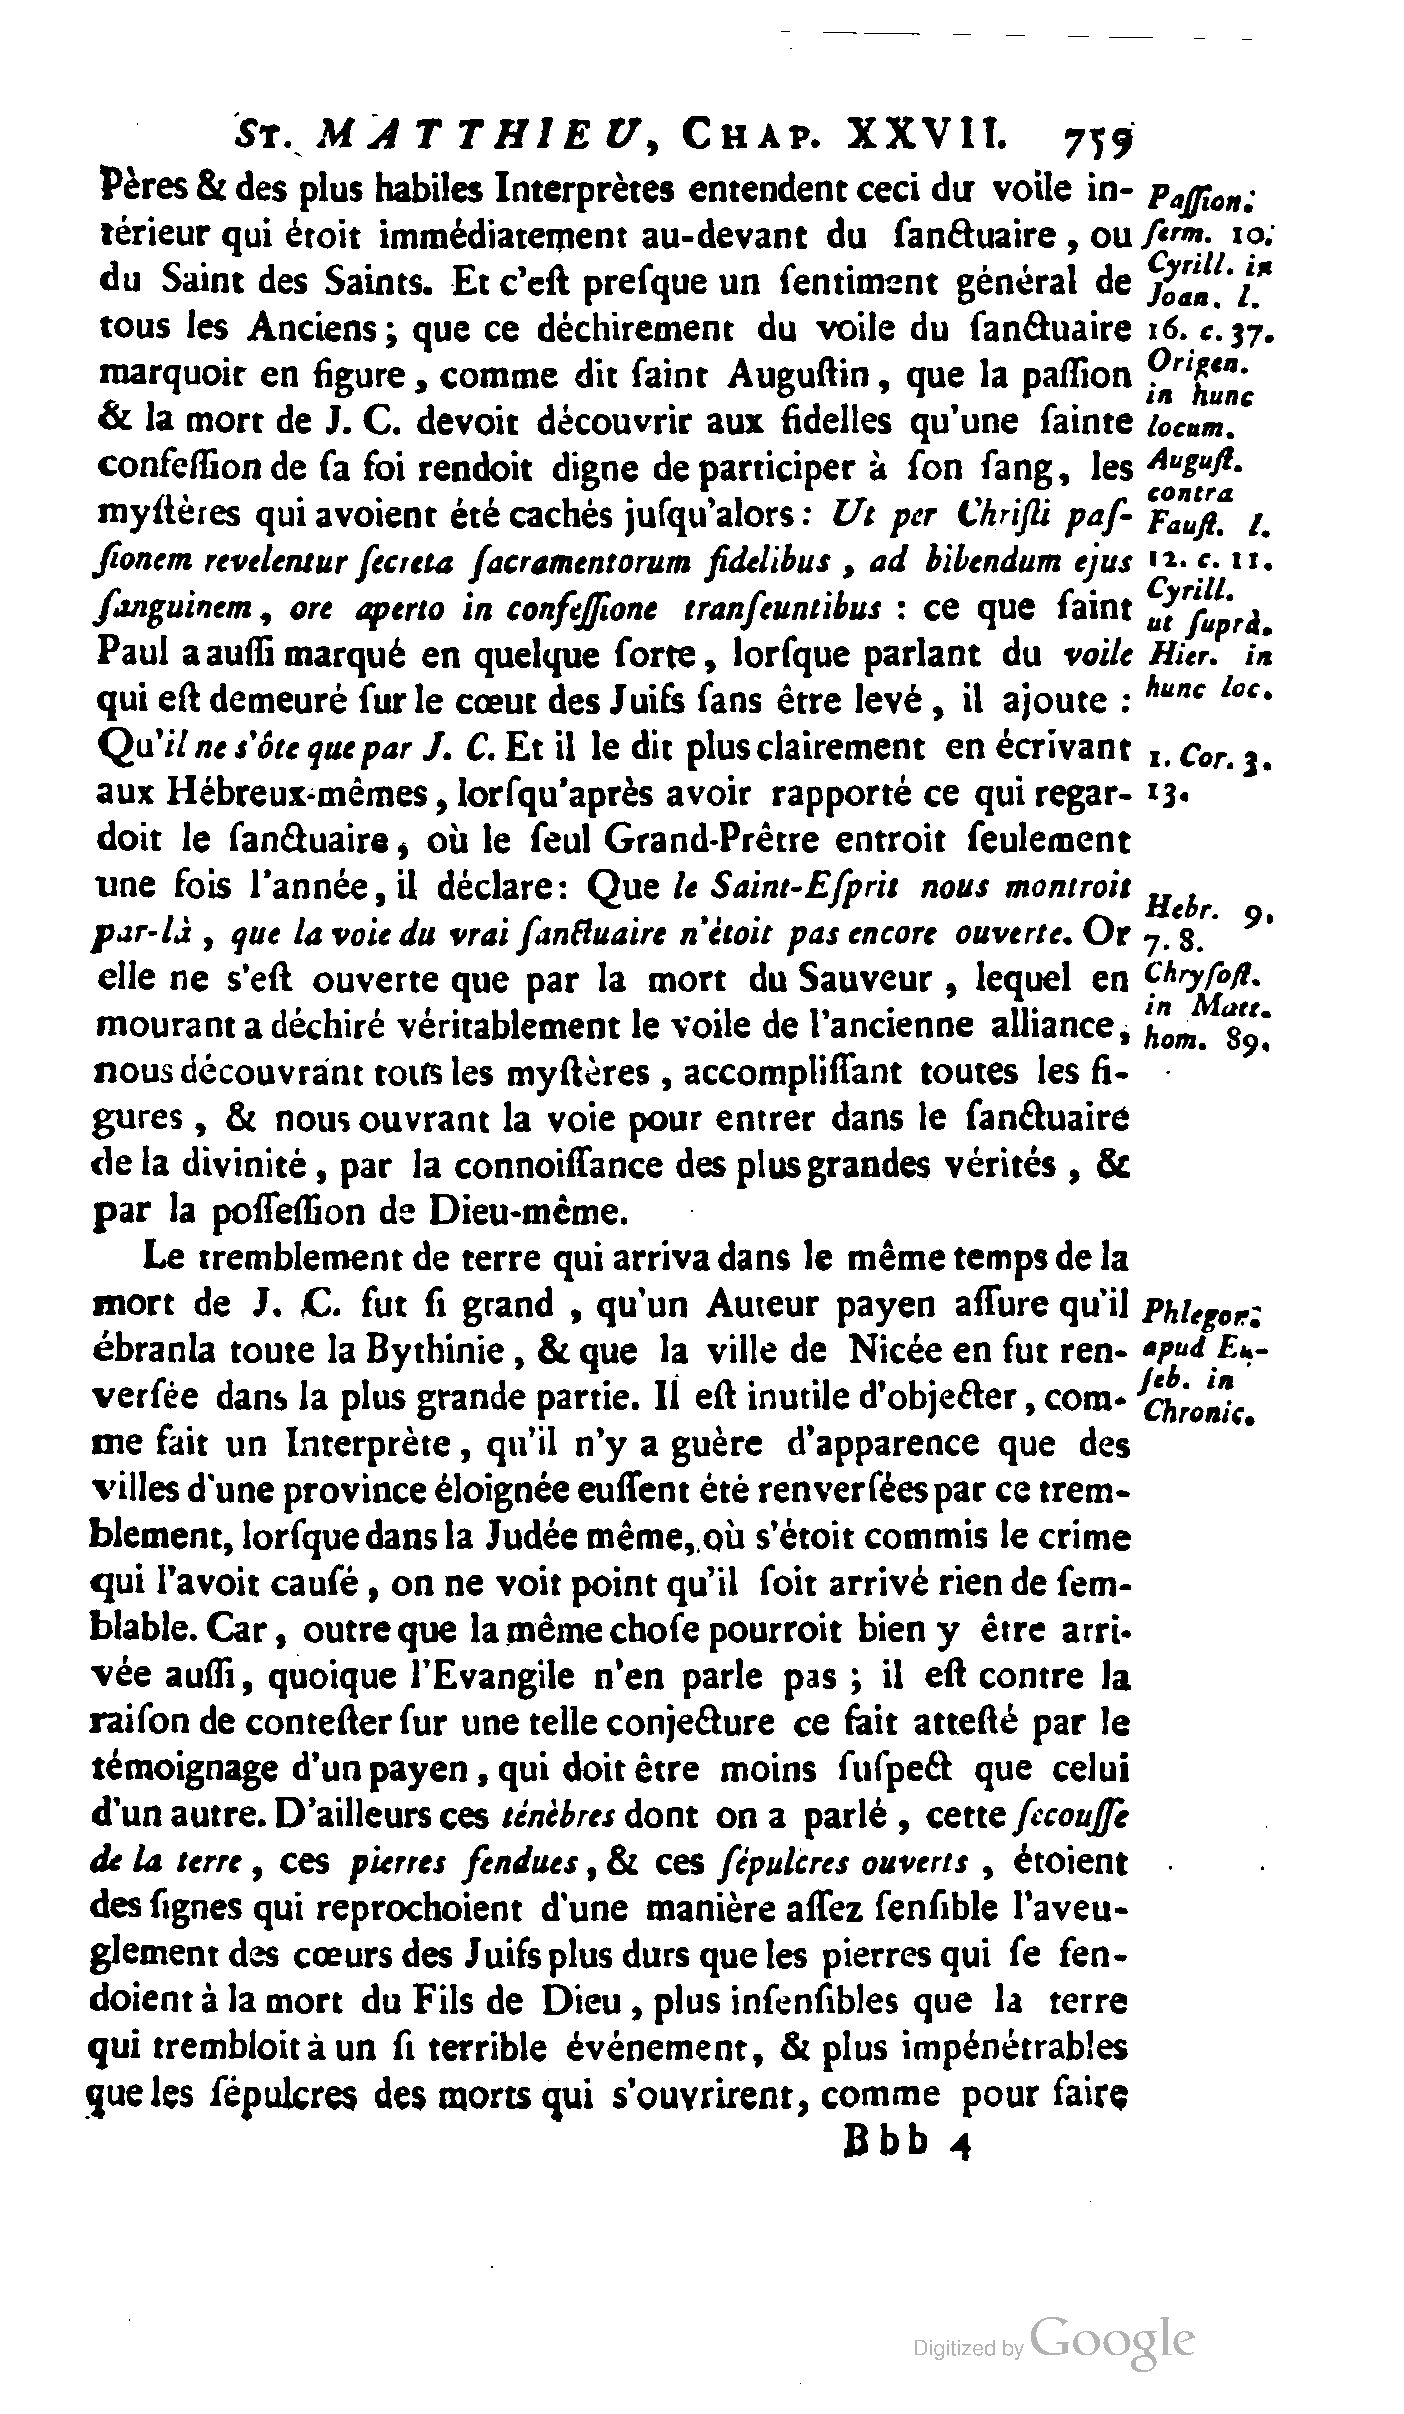 ST. MATTHIEU, CHAP. XXVII. 759
Pères & des plus habiles Interprètes entendent ceci du voile in-
térieur qui étoit immédiatement au-devant du ſanctuaire, ou
du Saint des Saints. Et c'eſt preſque un ſentiment général de
tous les Anciens; que ce déchirement du voile du ſanctuaire
marquoit en figure, comme dit ſaint Auguſtin, que la paſſion
& la mort de J. C. devoit découvrir aux fidelles qu'une ſainte
confeſſion de ſa foi rendoit digne de participer à ſon ſang, les
myſtères qui avoient été cachés juſqu'alors: Ut per Chriſti paſ-
ſionem revelentur ſecreta ſacramentorum fidelibus, ad bibendum ejus
ſanguinem, ore aperto in confeſſione tranſeuntibus: ce que ſaint
Paul a auſſi marqué en quelque ſorte, lorſque parlant du voile
qui eſt demeuré ſur le cœur des Juifs ſans être levé, il ajoute:
Qu'il ne s'ôte que par J. C. Et il le dit plus clairement en écrivant
aux Hébreux-mêmes, lorſqu'après avoir rapporté ce qui regar-
doit le ſanctuaire, où le ſeul Grand-Prêtre entroit ſeulement
une fois l'année, il déclare: Que le Saint-Eſprit nous montroit
par-là, que la voie du vrai ſanctuaire n'étoit pas encore ouverte. Or
elle ne s'eſt ouverte que par la mort du Sauveur, lequel en
mourant a déchiré véritablement le voile de l'ancienne alliance,
nous découvrant tous les myſtères, accompliſſant toutes les fi-
gures, & nous ouvrant la voie pour entrer dans le ſanctuaire
de la divinité, par la connoiſſance des plus grandes vérités, &
par la poſſeſſion de Dieu-même.
Le tremblement de terre qui arriva dans le même temps de la
mort de J. C. fut ſi grand, qu'un Auteur payen aſſure qu'il
ébranla toute la Bythinie, & que la ville de Nicée en fut ren-
verſée dans la plus grande partie. Il eſt inutile d'objecter, com-
me fait un Interprète, qu'il n'y a guère d'apparence que des
villes d'une province éloignée euſſent été renverſées par ce trem-
blement, lorſque dans la Judée même, où s'étoit commis le crime
qui l'avoit cauſé, on ne voit point qu'il ſoit arrivé rien de ſem-
blable. Car, outre que la même choſe pourroit bien y être arri-
vée auſſi, quoique l'Evangile n'en parle pas; il eſt contre la
raiſon de conteſter ſur une telle conjecture ce fait atteſté par le
témoignage d'un payen, qui doit être moins ſuſpect que celui
d'un autre. D'ailleurs ces ténèbres dont on a parlé, cette ſecouſſe
de la terre, ces pierres fendues, & ces ſépulcres ouverts, étoient
des ſignes qui reprochoient d'une manière aſſez ſenſible l'aveu-
glement des cœurs des Juifs plus durs que les pierres qui ſe fen-
doient à la mort du Fils de Dieu, plus inſenſibles que la terre
qui trembloit à un ſi terrible événement, & plus impénétrables
que les ſépulcres des morts qui s'ouvrirent, comme pour faire
Bbb 4
Paſſion.
ſerm. 10.
Cyrill. in
Joan. l.
16. c. 37.
Origen.
in hunc
locum.
Auguſt.
contra
Fauſt. l.
12. c. 11.
Cyrill.
ut ſuprà.
Hier. in
hunc loc.
1. Cor. 3.
13.
Hebr. 9.
7. 8.
Chryſoſt.
in Matt.
hom. 89.
Phlegon.
apud Eu-
ſeb. in
Chronic.
Digitized by Google